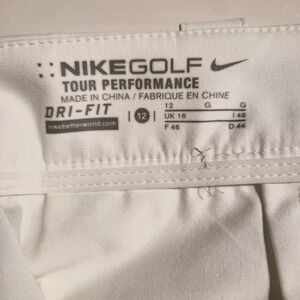 NIKEGOLF
TOUR PERFORMANCE
MADE IN CHINA / FABRIQUE EN CHINE
DRI-FIT
nikebetterworld.com
12
12 G G
UK 16 I 48
F 46 D 44